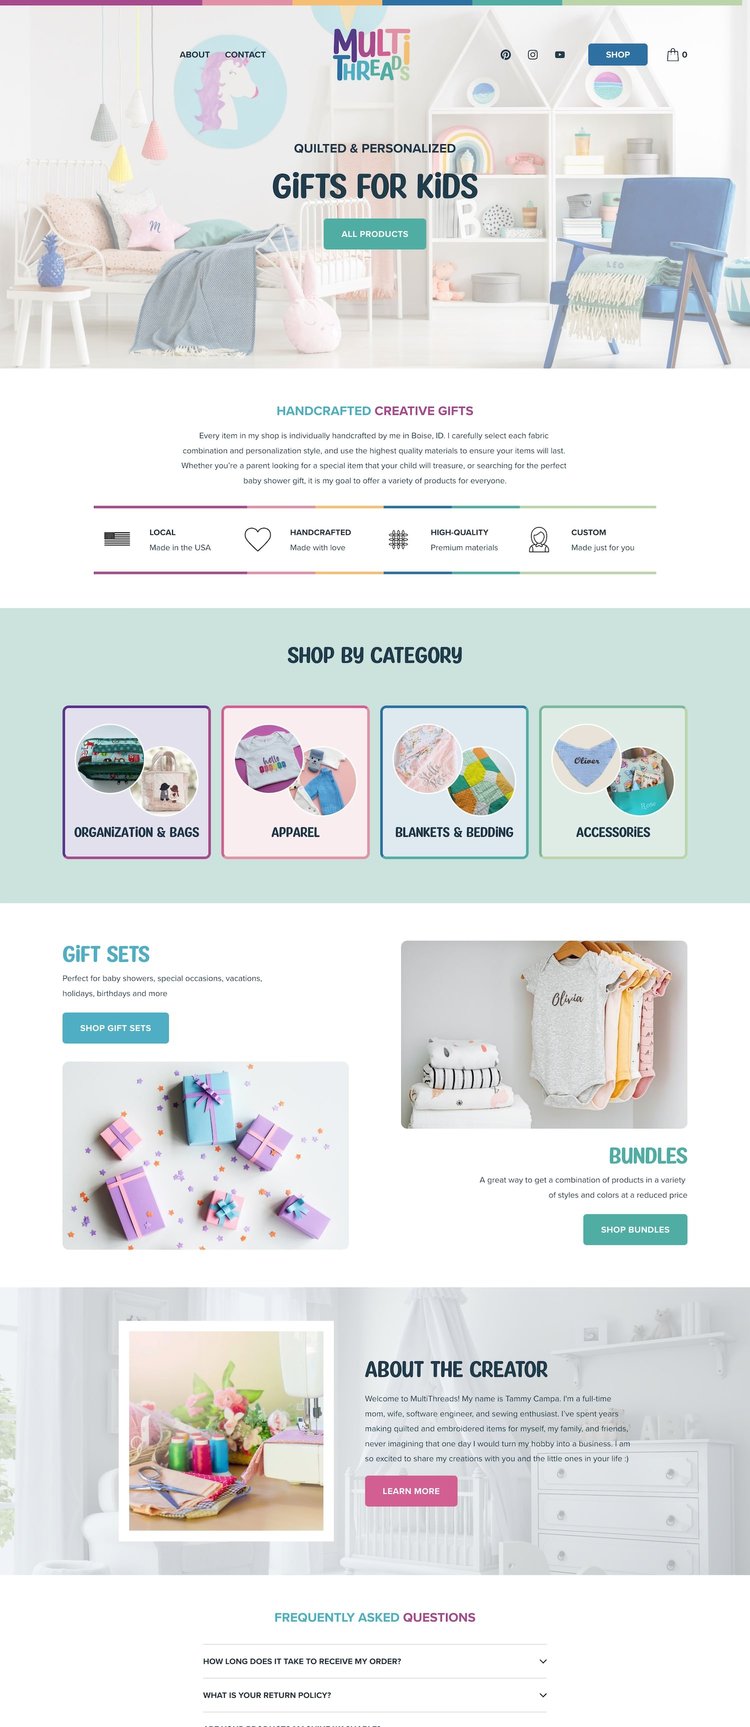 ABOUT CONTACT
MULTI
THREADS
SHOP
0
QUILTED & PERSONALIZED
GiFTS FOR KiDS
ALL PRODUCTS
M
B
LEO
HANDCRAFTED CREATIVE GIFTS
Every item in my shop is individually handcrafted by me in Boise, ID. I carefully select each fabric
combination and personalization style, and use the highest quality materials to ensure your items will last.
Whether you're a parent looking for a special item that your child will treasure, or searching for the perfect
baby shower gift, it is my goal to offer a variety of products for everyone.
LOCAL
Made in the USA
HANDCRAFTED
Made with love
HIGH-QUALITY
Premium materials
CUSTOM
Made just for you
SHOP BY CATEGORY
hello
Oliver
Rose
ORGANIZATiON & BAGS
APPAREL
BLANKETS & BEDDiNG
ACCESSORiES
GiFT SETS
Perfect for baby showers, special occasions, vacations,
holidays, birthdays and more
SHOP GIFT SETS
Olivia
BUNDLES
A great way to get a combination of products in a variety
of styles and colors at a reduced price
SHOP BUNDLES
ABOUT THE CREATOR
Welcome to MultiThreads! My name is Tammy Campa. I'm a full-time
mom, wife, software engineer, and sewing enthusiast. I've spent years
making quilted and embroidered items for myself, my family, and friends,
never imagining that one day I would turn my hobby into a business. I am
so excited to share my creations with you and the little ones in your life :)
LEARN MORE
FREQUENTLY ASKED QUESTIONS
HOW LONG DOES IT TAKE TO RECEIVE MY ORDER?
WHAT IS YOUR RETURN POLICY?